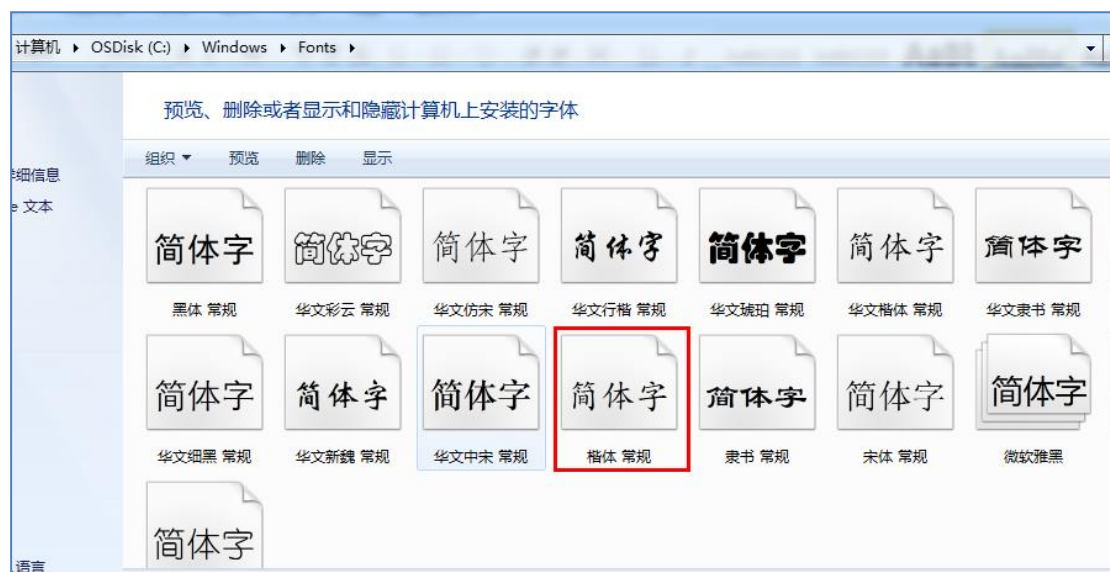 计算机 ▸ OSDisk (C:) ▸ Windows ▸ Fonts ▸
预览、删除或者显示和隐藏计算机上安装的字体
组织 预览 删除 显示
细信息
e 文本
简体字 简体字 简体字 简体字 简体字 简体字 简体字
黑体 常规 华文彩云 常规 华文仿宋 常规 华文行楷 常规 华文琥珀 常规 华文楷体 常规 华文隶书 常规
简体字 简体字 简体字 简体字 简体字 简体字 简体字
华文细黑 常规 华文新魏 常规 华文中宋 常规 楷体 常规 隶书 常规 宋体 常规 微软雅黑
简体字
语言